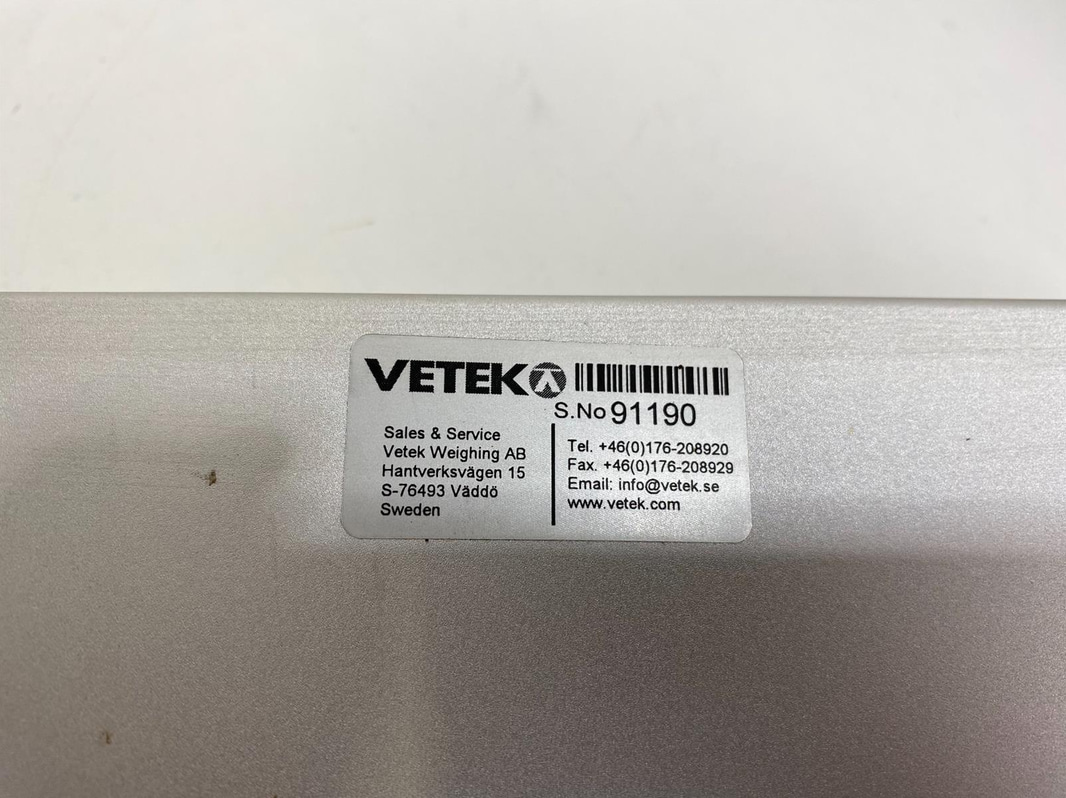 VETEK
S.No 91190
Sales & Service
Vetek Weighing AB
Hantverksvägen 15
S-76493 Väddö
Sweden
Tel. +46(0)176-208920
Fax. +46(0)176-208929
Email: info@vetek.se
www.vetek.com